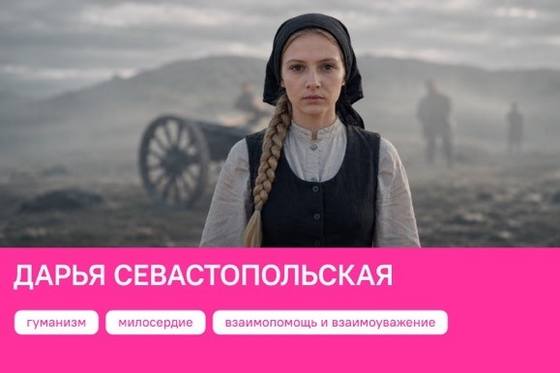 ДАРЬЯ СЕВАСТОПОЛЬСКАЯ
гуманизм милосердие взаимопомощь и взаимоуважение